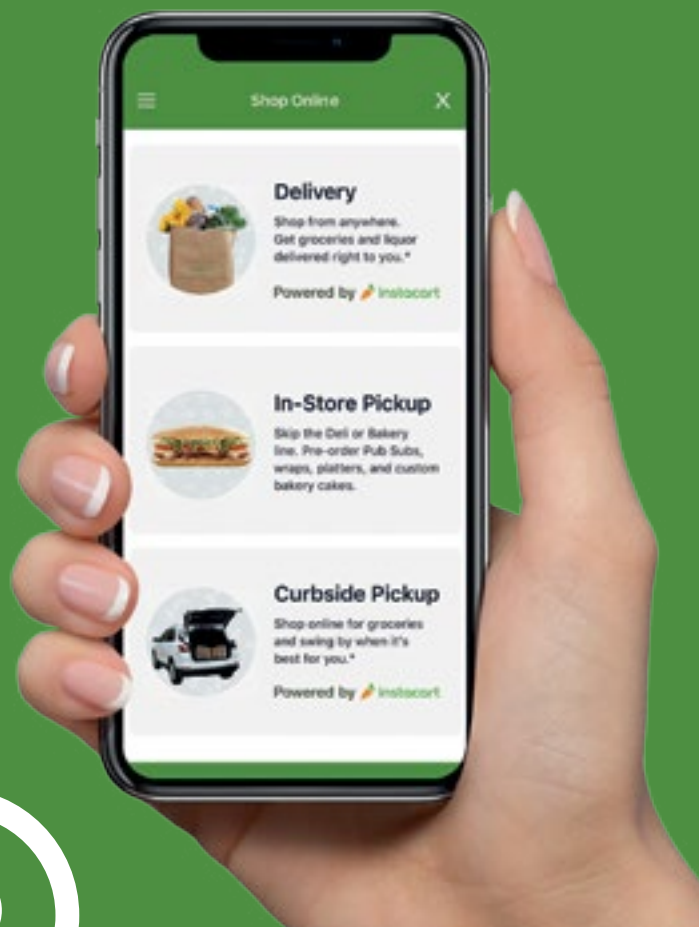 Shop Online
Delivery
Shop from anywhere.
Get groceries and liquor
delivered right to you.*
Powered by instacart
In-Store Pickup
Skip the Deli or Bakery
line. Pre-order Pub Subs,
wraps, platters, and custom
bakery cakes.
Curbside Pickup
Shop online for groceries
and swing by when it's
best for you.*
Powered by instacart